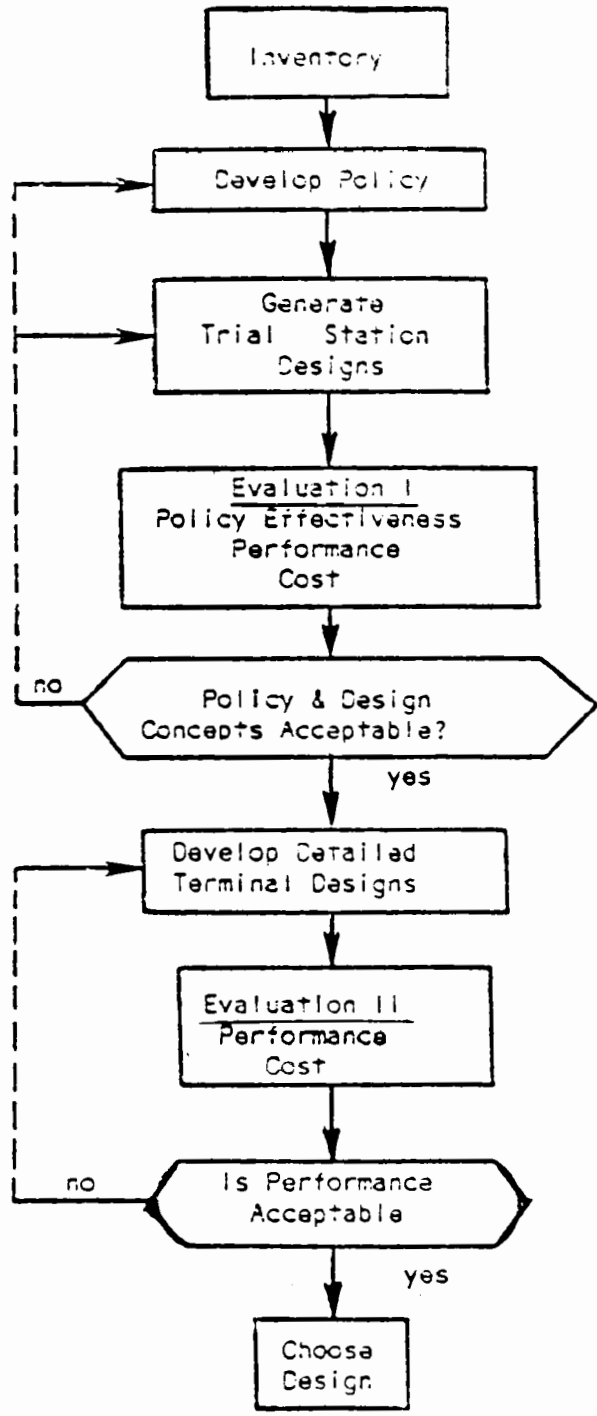 Inventory
Develop Policy
Generate
Trial Station
Designs
Evaluation I
Policy Effectiveness
Performance
Cost
no
Policy & Design
Concepts Acceptable?
yes
Develop Detailed
Terminal Designs
Evaluation II
Performance
Cost
no
Is Performance
Acceptable
yes
Choose
Design